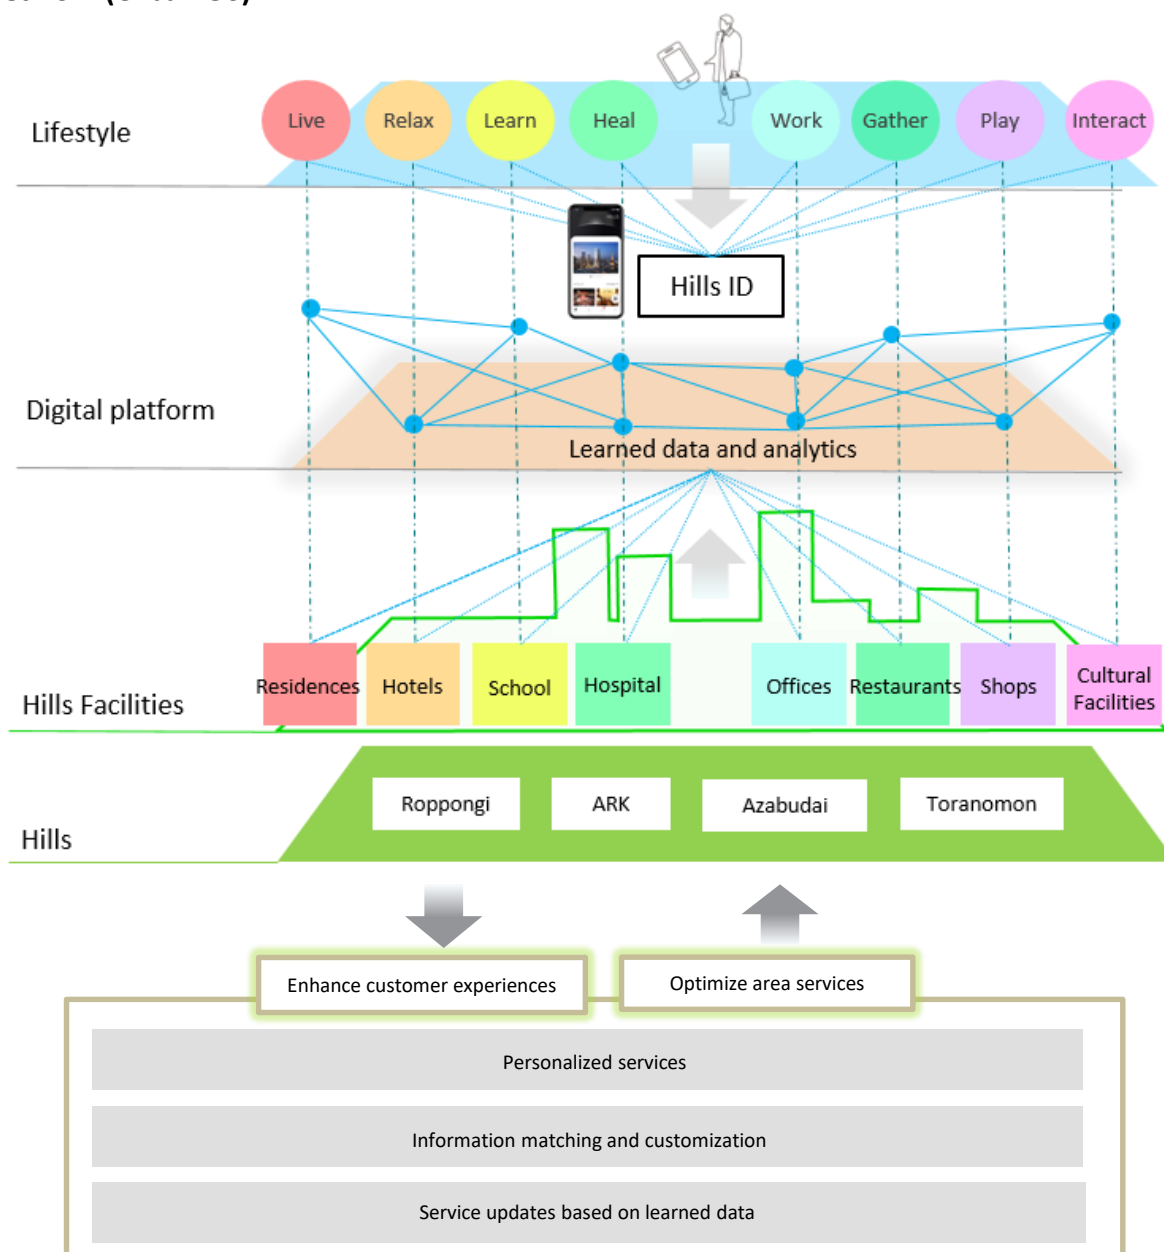 Live Relax Learn Heal Work Gather Play Interact
Lifestyle
Hills ID
Digital platform
Learned data and analytics
Residences Hotels School Hospital Offices Restaurants Shops Cultural
Facilities
Hills Facilities
Roppongi ARK Azabudai Toranomon
Hills
Enhance customer experiences Optimize area services
Personalized services
Information matching and customization
Service updates based on learned data